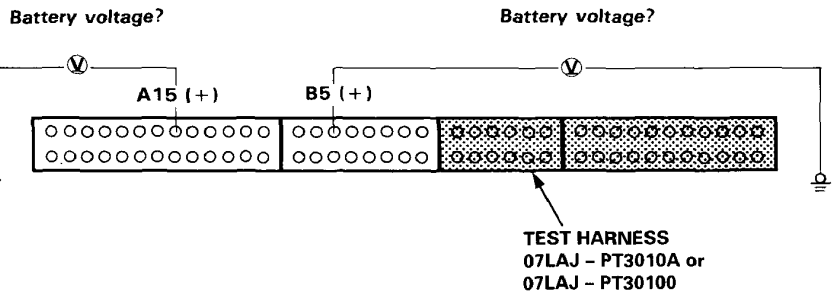 Battery voltage?
Battery voltage?
V
V
A15 (+)
B5 (+)
TEST HARNESS
07LAJ – PT3010A or
07LAJ – PT30100